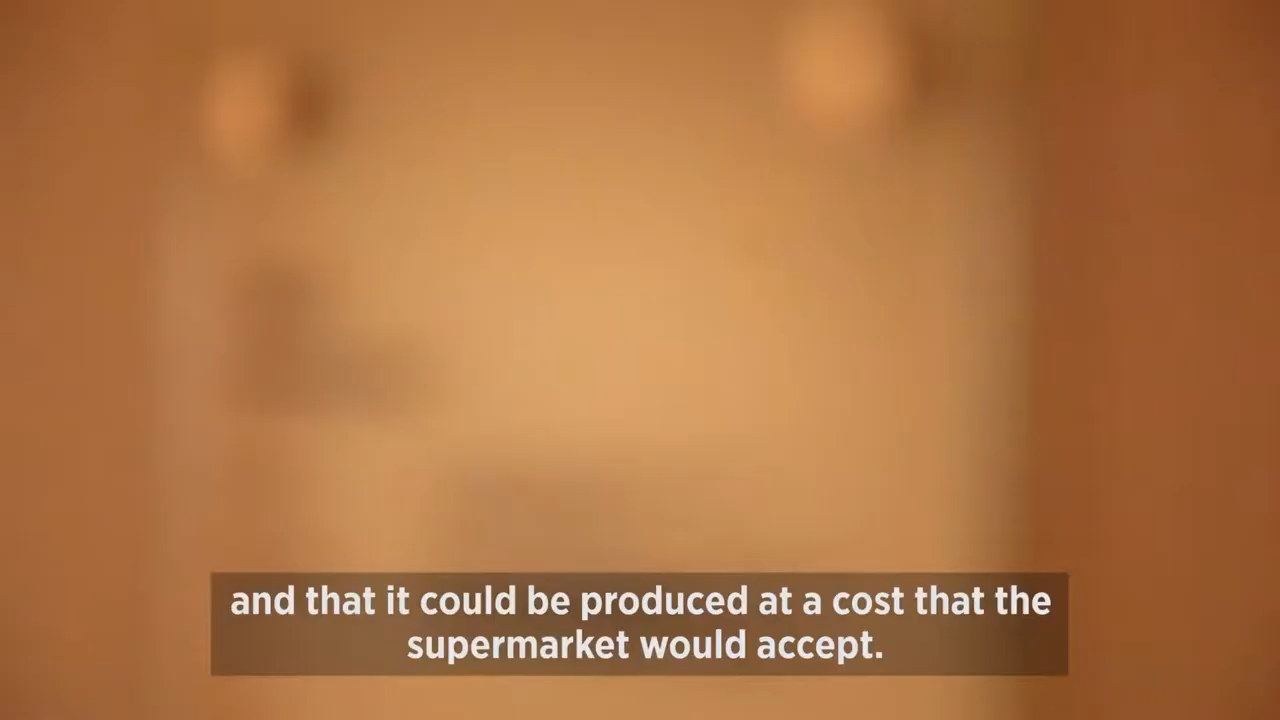 and that it could be produced at a cost that the
supermarket would accept.